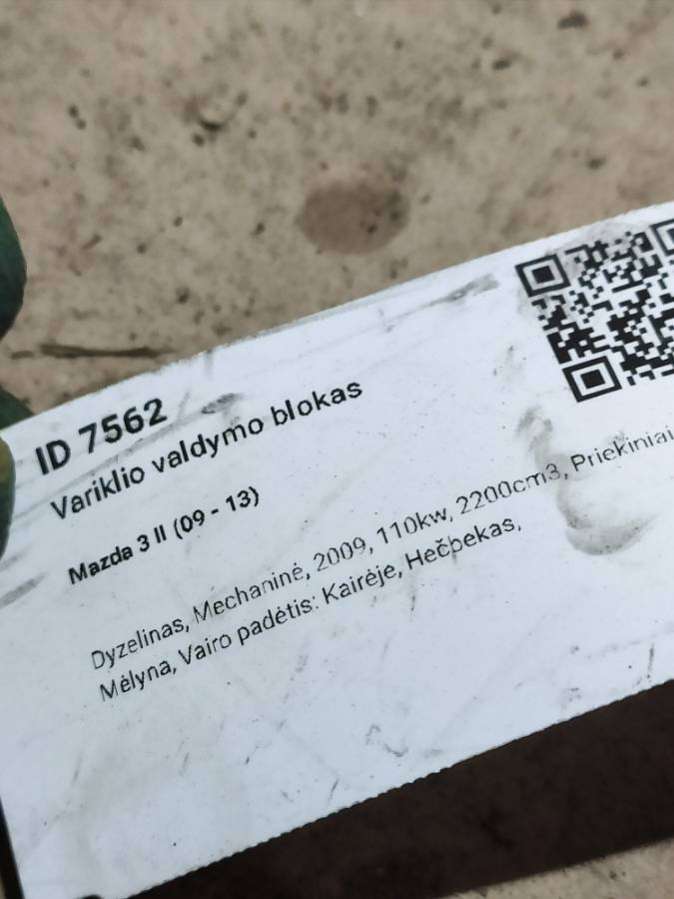 ID 7562
Variklio valdymo blokas
Mazda 3 II (09 - 13)
Dyzelinas, Mechaninė, 2009, 110kw, 2200cm3, Priekiniai
Mėlyna, Vairo padėtis: Kairėje, Hečbekas,